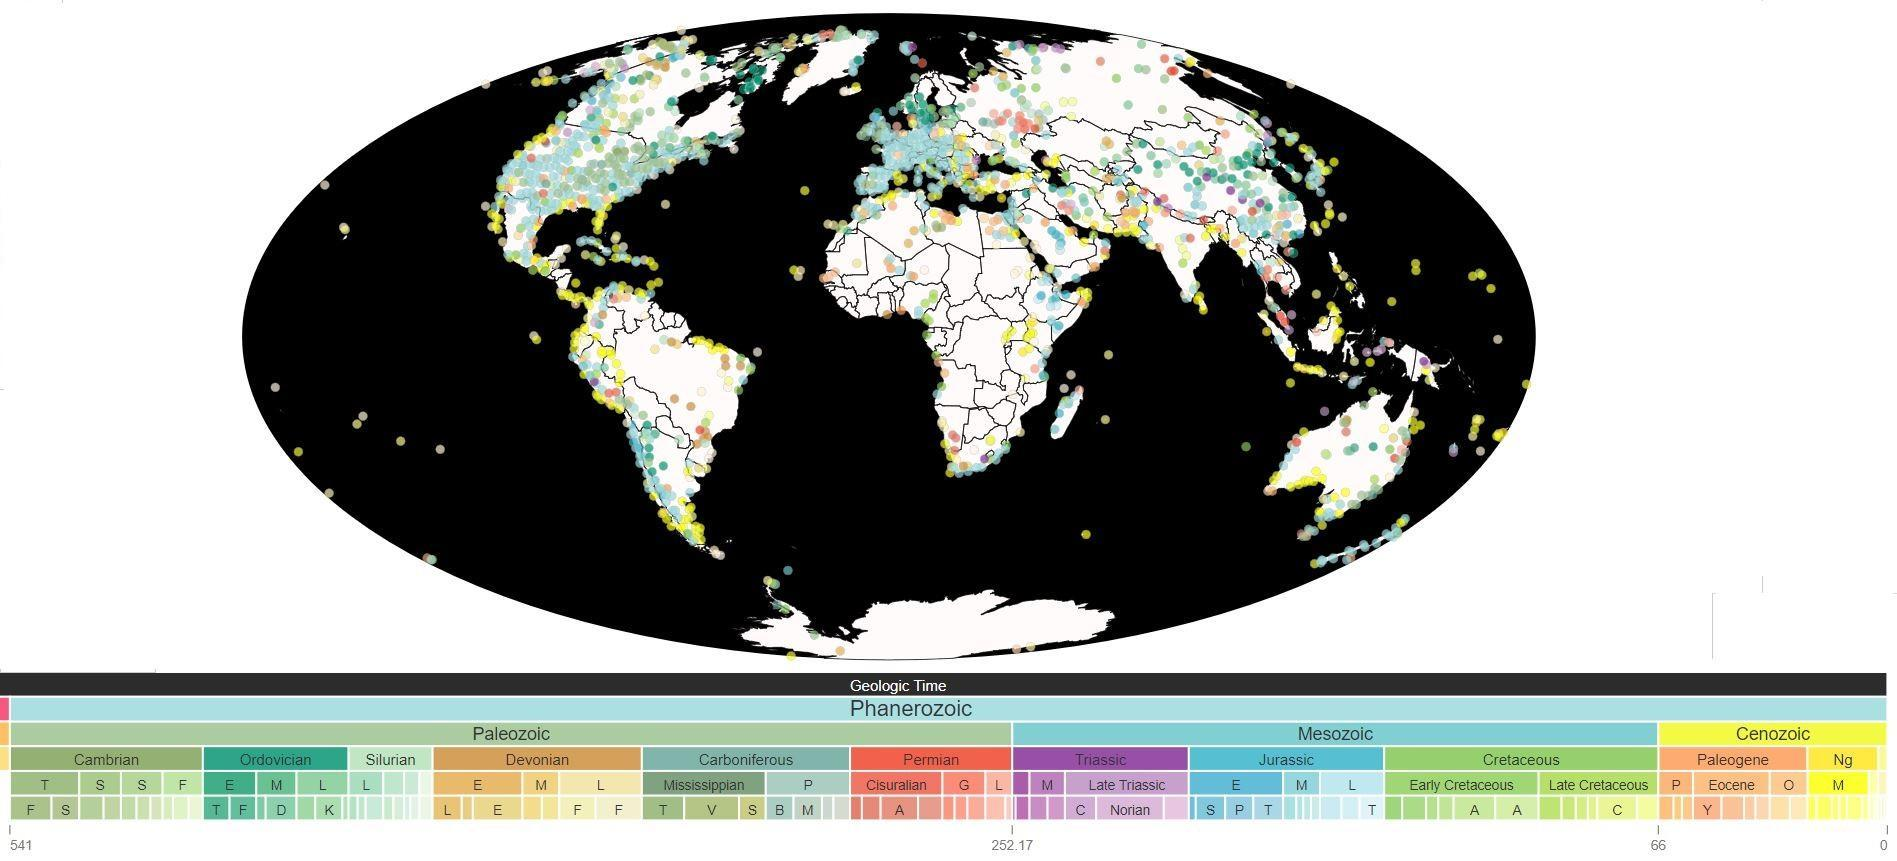 Geologic Time
Phanerozoic
Paleozoic Mesozoic Cenozoic
Cambrian Ordovician Silurian Devonian Carboniferous Permian Triassic Jurassic Cretaceous Paleogene Ng
T S S F E M L L E M L Mississippian P Cisuralian G L M Late Triassic E M L Early Cretaceous Late Cretaceous P Eocene O M
F S T F D K L E F F T V S B M A C Norian S P T T A A C Y
541 252.17 66 0